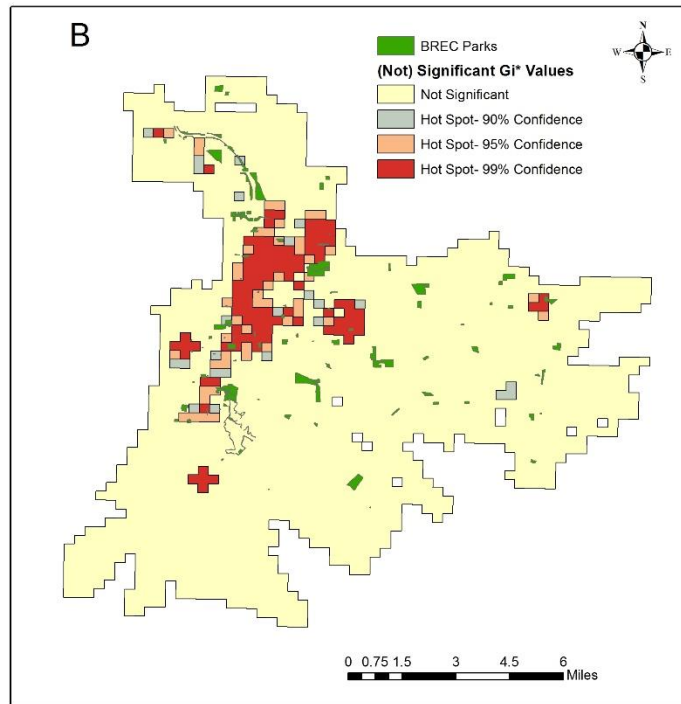 B
BREC Parks
(Not) Significant Gi* Values
Not Significant
Hot Spot- 90% Confidence
Hot Spot- 95% Confidence
Hot Spot- 99% Confidence
N
W E
S
0 0.75 1.5 3 4.5 6
Miles